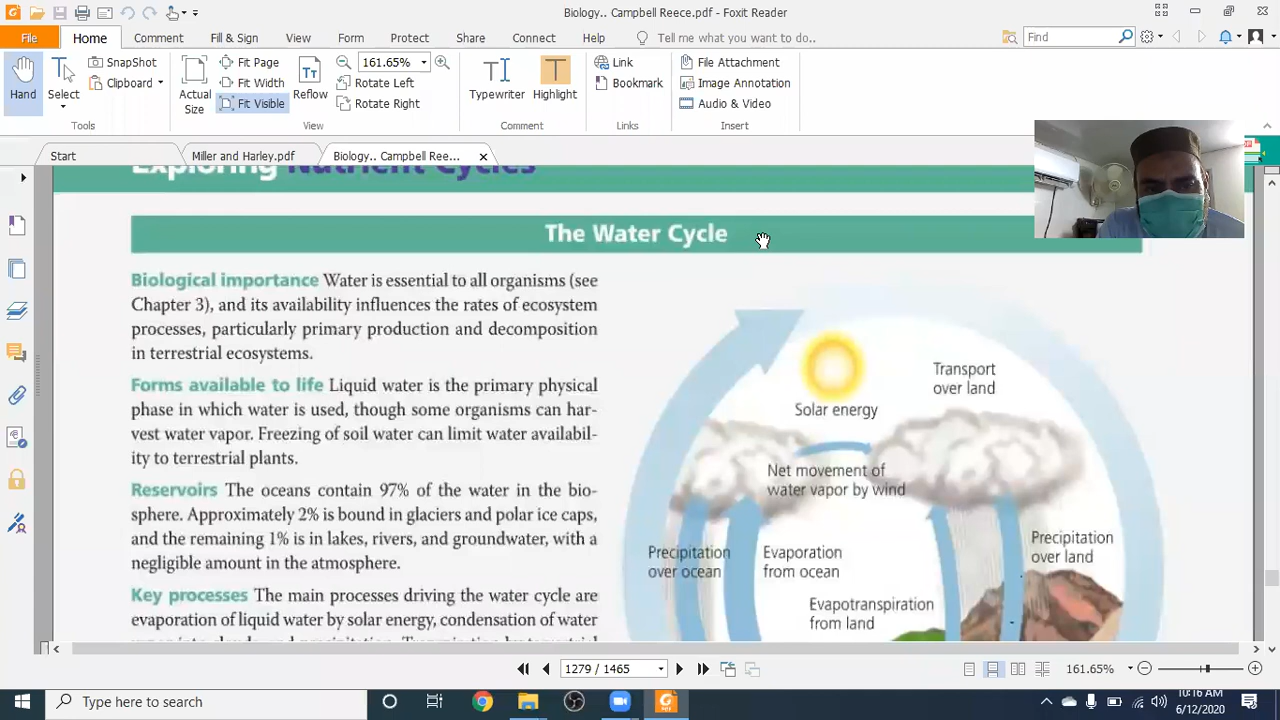 Biology.. Campbell Reece.pdf - Foxit Reader
File Home Comment Fill & Sign View Form Protect Share Connect Help Tell me what you want to do.. Find
SnapShot Fit Page Rotate Left Link File Attachment
Clipboard Fit Width Rotate Right Bookmark Image Annotation
Hand Select Actual Size Fit Visible Reflow 161.65% Typewriter Highlight Audio & Video
Tools View Comment Links Insert
Start Miller and Harley.pdf Biology.. Campbell Ree...
Exploring Nutrient Cycles
The Water Cycle
Biological importance Water is essential to all organisms (see
Chapter 3), and its availability influences the rates of ecosystem
processes, particularly primary production and decomposition
in terrestrial ecosystems.
Forms available to life Liquid water is the primary physical
phase in which water is used, though some organisms can har-
vest water vapor. Freezing of soil water can limit water availabil-
ity to terrestrial plants.
Reservoirs The oceans contain 97% of the water in the bio-
sphere. Approximately 2% is bound in glaciers and polar ice caps,
and the remaining 1% is in lakes, rivers, and groundwater, with a
negligible amount in the atmosphere.
Key processes The main processes driving the water cycle are
evaporation of liquid water by solar energy, condensation of water
Solar energy
Transport
over land
Net movement of
water vapor by wind
Precipitation
over ocean
Evaporation
from ocean
Precipitation
over land
Evapotranspiration
from land
1279 / 1465 161.65%
Type here to search
10:16 AM
6/12/2020